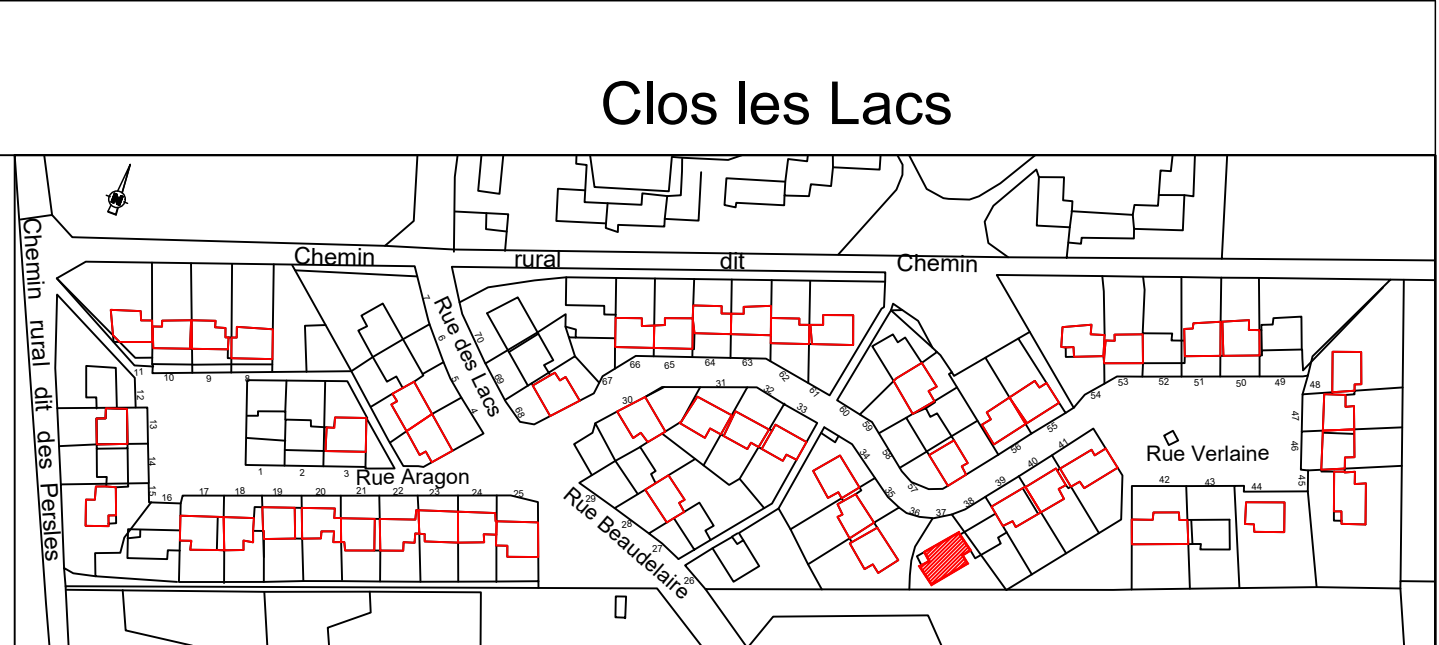 Clos les Lacs
N
Chemin rural dit Chemin
Chemin rural dit des Persles
Rue des Lacs
Rue Aragon
Rue Beaudelaire
Rue Verlaine
1 2 3
4 5 6 7
8 9 10 11
12 13 14 15
16 17 18 19 20 21 22 23 24 25
26 27 28 29
30 31 32 33
34 35 36 37
38 39 40 41
42 43 44
45 46 47 48
49 50 51 52 53 54
55 56 57 58 59 60
61 62 63 64 65 66 67
68 69 70